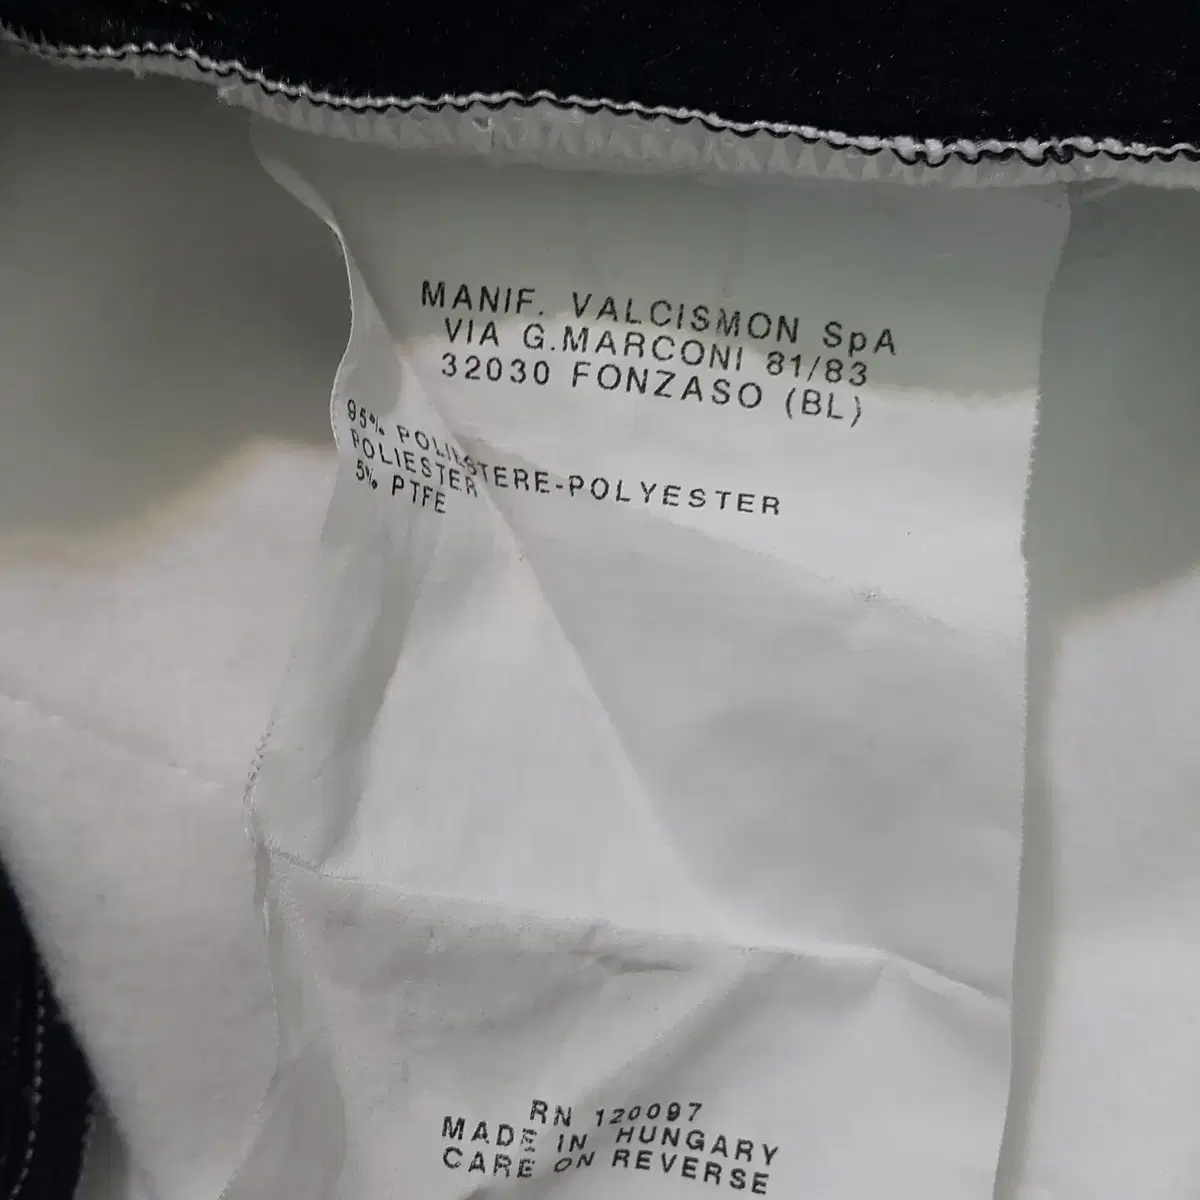 MANIF. VALCISMON SpA
VIA G.MARCONI 81/83
32030 FONZASO (BL)
95% POLIESTERE-POLYESTER
POLIESTER
5% PTFE
RN 120097
MADE IN HUNGARY
CARE ON REVERSE